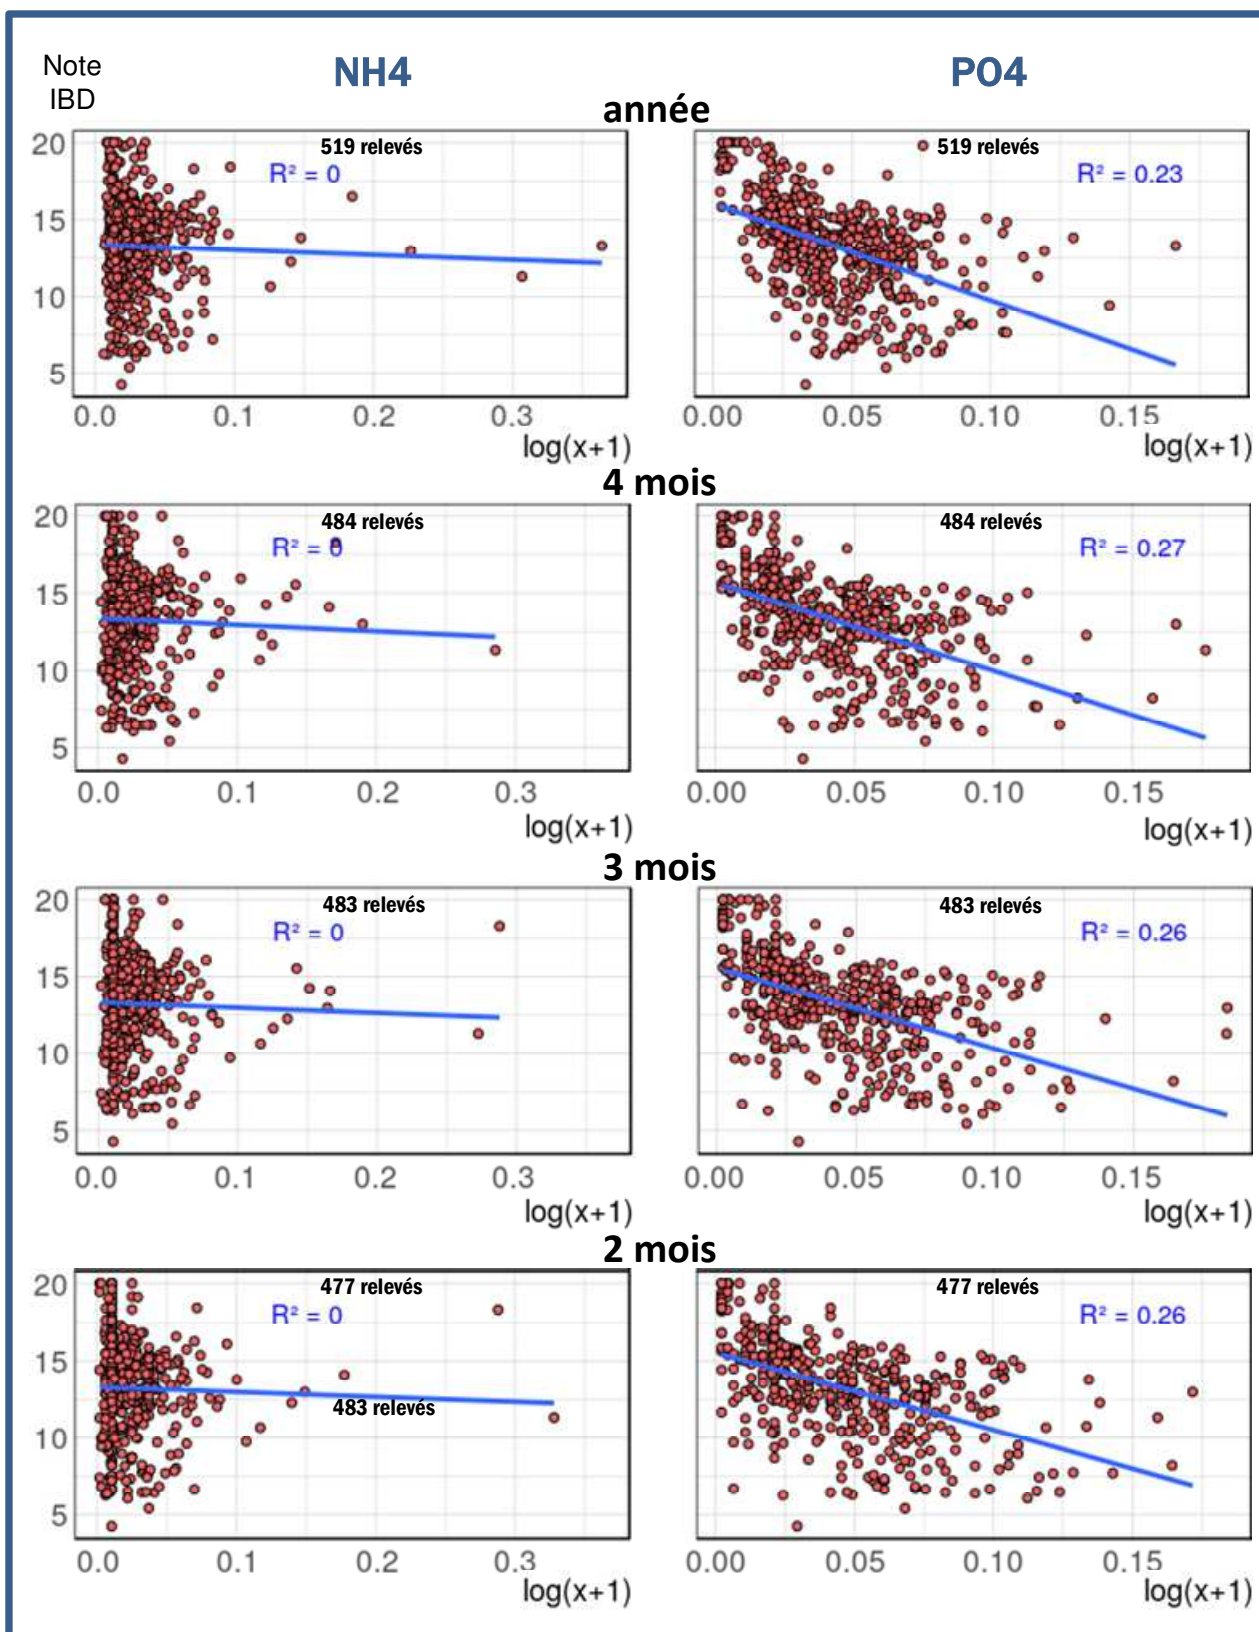 Note
IBD
NH4
PO4
année
519 relevés
R² = 0
20
15
10
5
0.0 0.1 0.2 0.3
log(x+1)
519 relevés
R² = 0.23
0.00 0.05 0.10 0.15
log(x+1)
4 mois
484 relevés
R² = 0
20
15
10
5
0.0 0.1 0.2 0.3
log(x+1)
484 relevés
R² = 0.27
0.00 0.05 0.10 0.15
log(x+1)
3 mois
483 relevés
R² = 0
20
15
10
5
0.0 0.1 0.2 0.3
log(x+1)
483 relevés
R² = 0.26
0.00 0.05 0.10 0.15
log(x+1)
2 mois
477 relevés
R² = 0
483 relevés
20
15
10
5
0.0 0.1 0.2 0.3
log(x+1)
477 relevés
R² = 0.26
0.00 0.05 0.10 0.15
log(x+1)